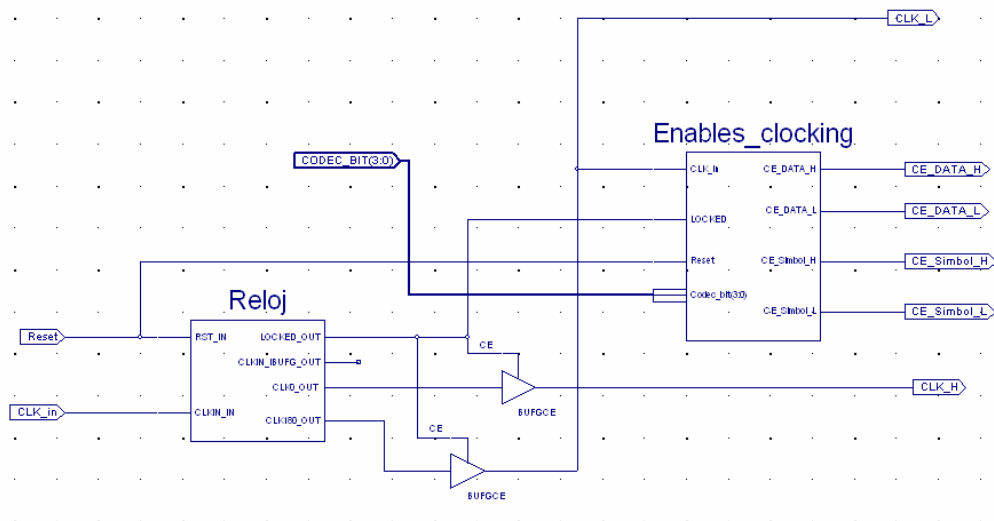 CLK_L
Enables_clocking
CODEC_BIT(3:0)
CLK_in
CE_DATA_H
CE_DATA_H
CE_DATA_L
CE_DATA_L
LOCKED
Reset
CE_Simbol_H
CE_Simbol_H
Codec_bit(3:0)
CE_Simbol_L
CE_Simbol_L
Reloj
Reset
RST_IN
LOCKED_OUT
CE
CLKIN_IBUFG_OUT
CLK0_OUT
CLK_H
BUFGCE
CLK_in
CLKIN_IN
CLK180_OUT
CE
BUFGCE